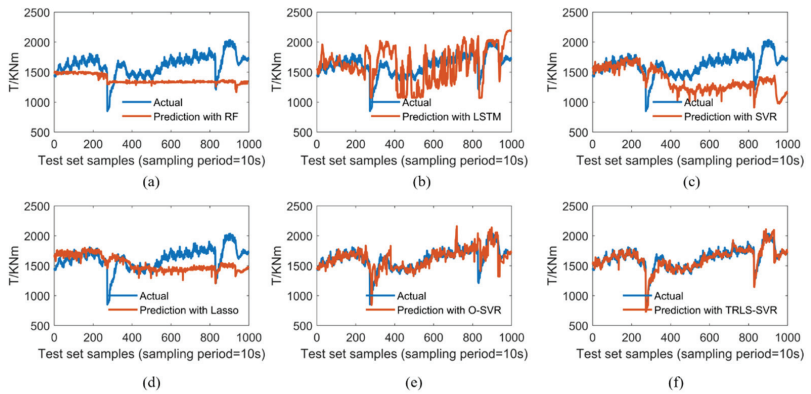 2500
2000
1500
1000
500
T/KNm
Actual
Prediction with RF
0 200 400 600 800 1000
Test set samples (sampling period=10s)
(a)
2500
2000
1500
1000
500
T/KNm
Actual
Prediction with LSTM
0 200 400 600 800 1000
Test set samples (sampling period=10s)
(b)
2500
2000
1500
1000
500
T/KNm
Actual
Prediction with SVR
0 200 400 600 800 1000
Test set samples (sampling period=10s)
(c)
2500
2000
1500
1000
500
T/KNm
Actual
Prediction with Lasso
0 200 400 600 800 1000
Test set samples (sampling period=10s)
(d)
2500
2000
1500
1000
500
T/KNm
Actual
Prediction with O-SVR
0 200 400 600 800 1000
Test set samples (sampling period=10s)
(e)
2500
2000
1500
1000
500
T/KNm
Actual
Prediction with TRLS-SVR
0 200 400 600 800 1000
Test set samples (sampling period=10s)
(f)